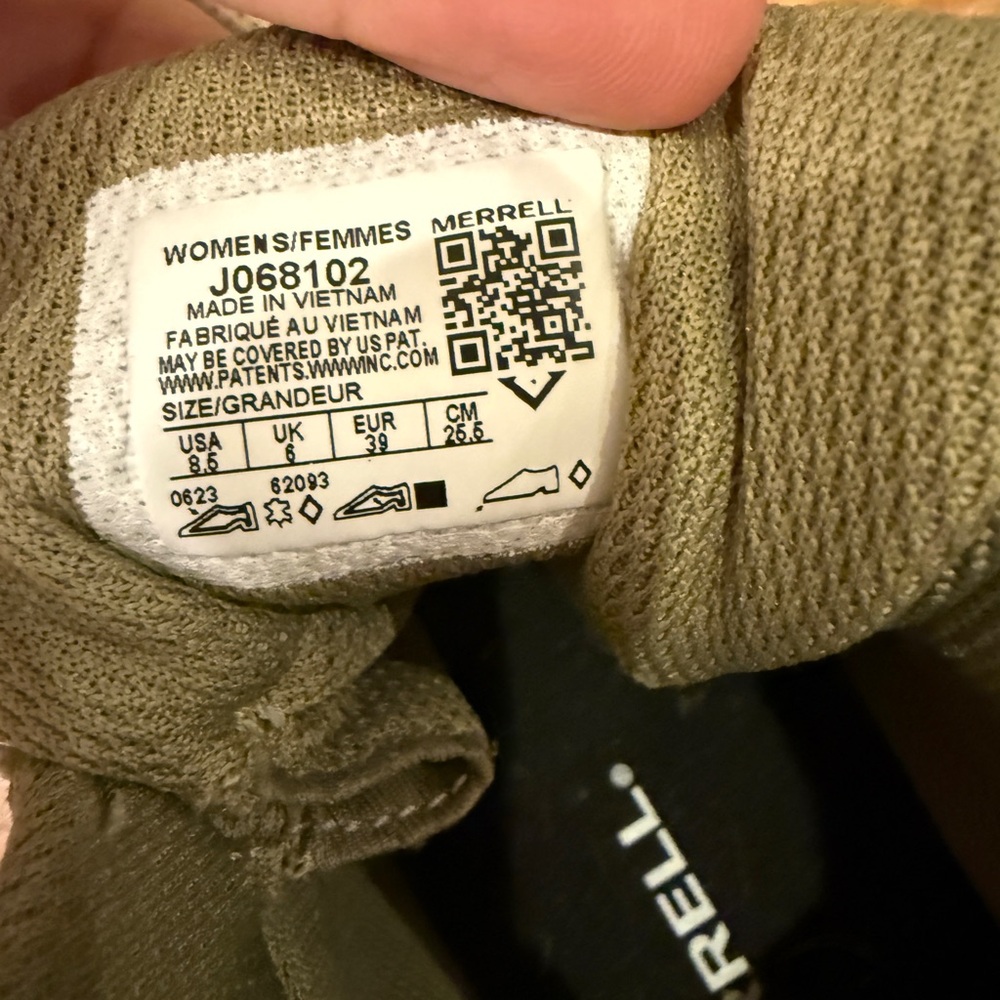 WOMENS/FEMMES
J068102
MADE IN VIETNAM
FABRIQUÉ AU VIETNAM
MAY BE COVERED BY US PAT.
WWW.PATENTS.WWWINC.COM
SIZE/GRANDEUR
USA UK EUR CM
8.5 6 39 25.5
0623 62093
MERRELL
RELL